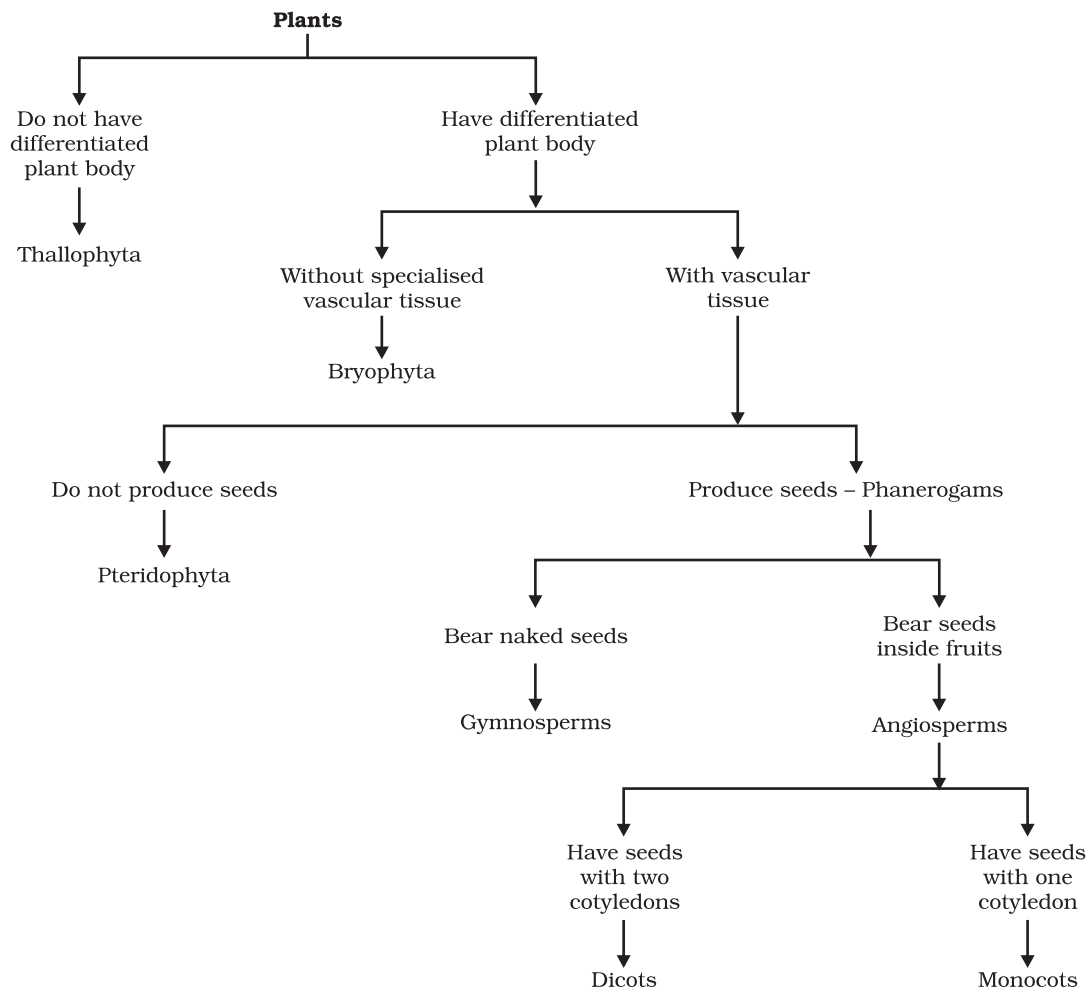 Plants
Do not have
differentiated
plant body
Have differentiated
plant body
Thallophyta
Without specialised
vascular tissue
With vascular
tissue
Bryophyta
Do not produce seeds
Produce seeds – Phanerogams
Pteridophyta
Bear naked seeds
Bear seeds
inside fruits
Gymnosperms
Angiosperms
Have seeds
with two
cotyledons
Have seeds
with one
cotyledon
Dicots
Monocots